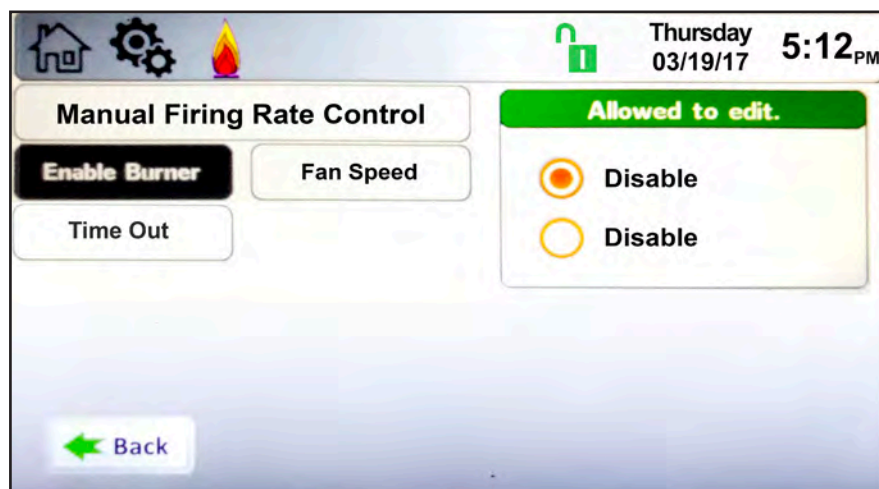 Thursday
03/19/17
5:12PM
Manual Firing Rate Control
Allowed to edit.
Enable Burner
Fan Speed
Time Out
Disable
Disable
Back